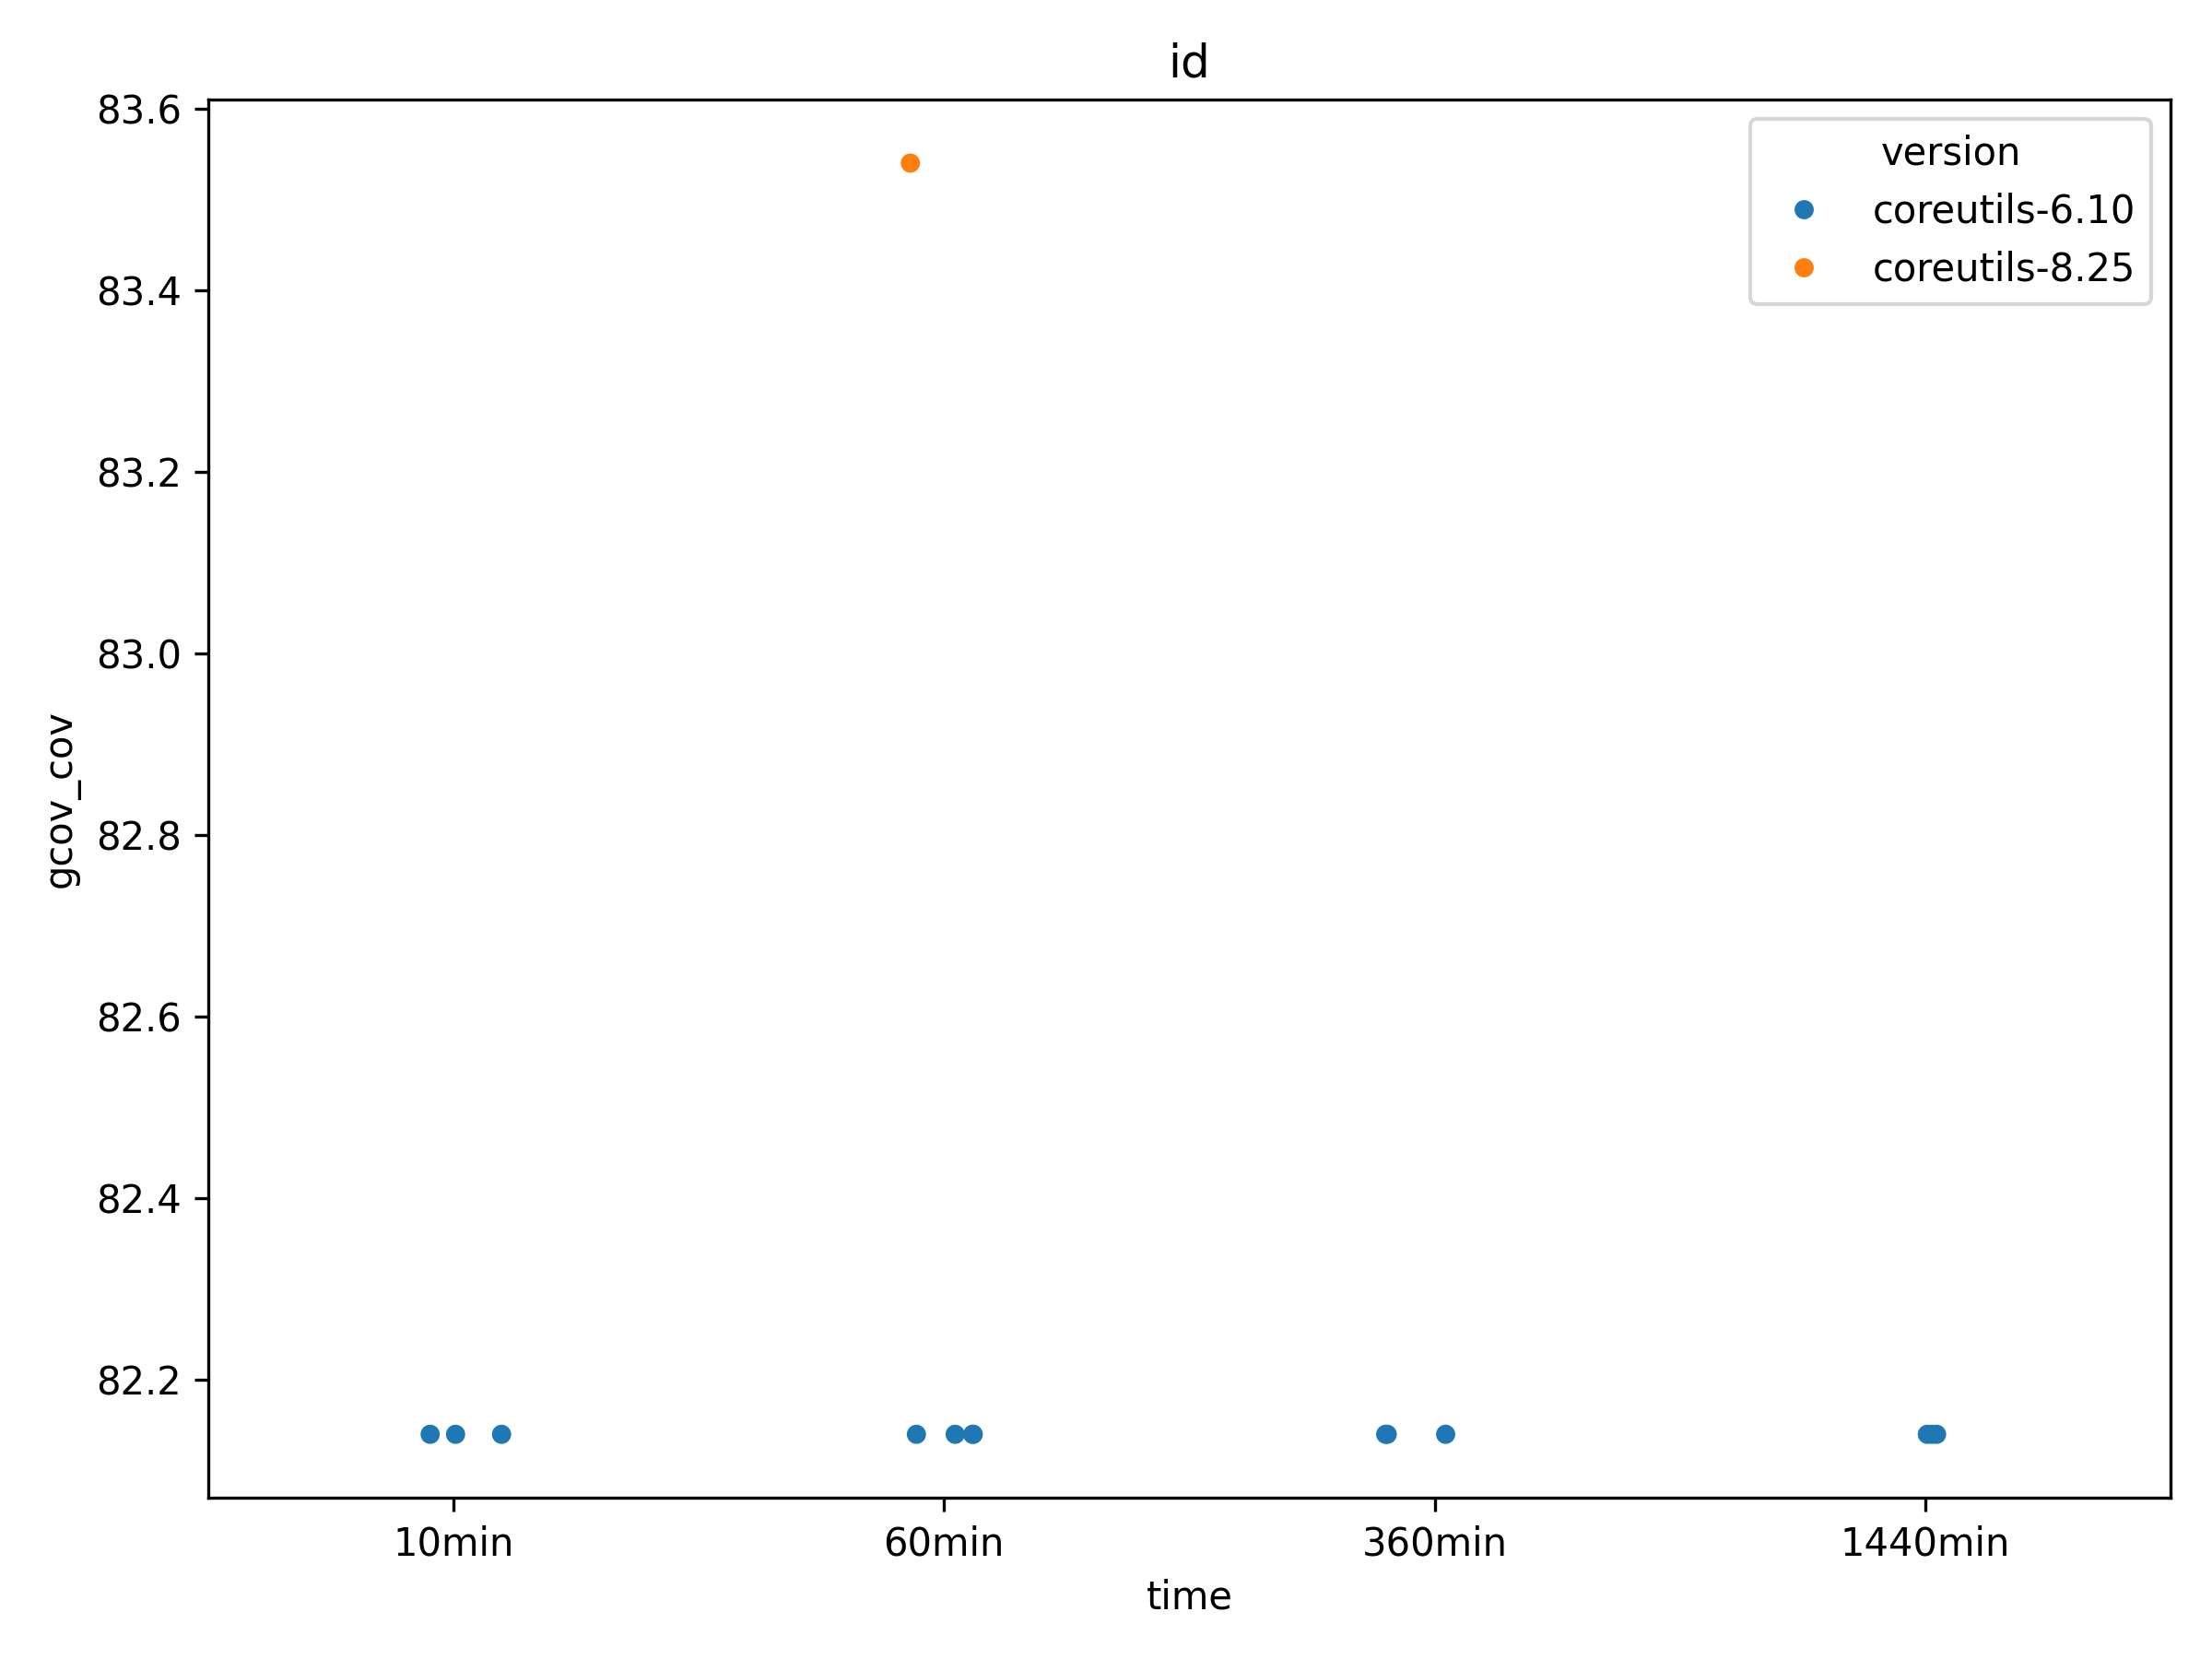 id
83.6
83.4
83.2
83.0
82.8
82.6
82.4
82.2
gcov_cov
version
coreutils-6.10
coreutils-8.25
10min
60min
360min
1440min
time